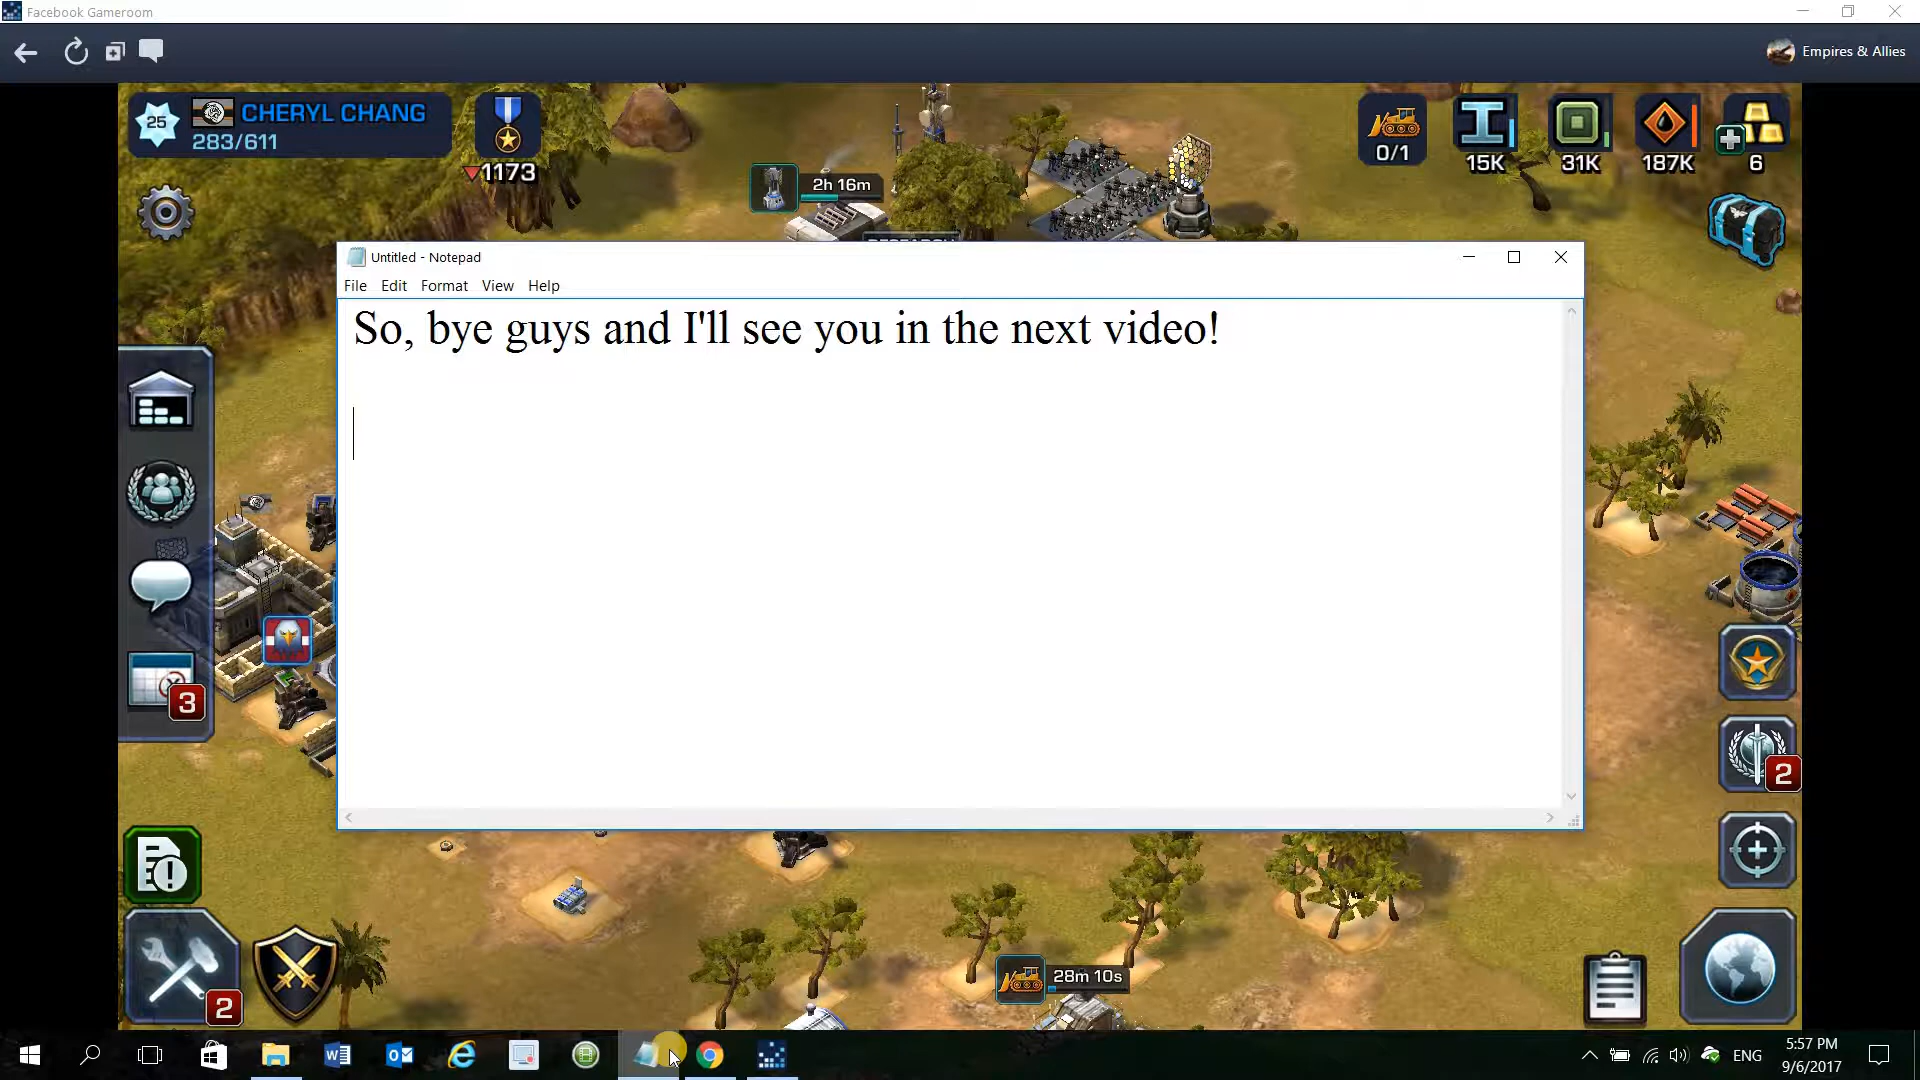 Facebook Gameroom
Empires & Allies
25
CHERYL CHANG
283/611
1173
2h 16m
0/1
15K
31K
187K
6
Untitled - Notepad
File Edit Format View Help
So, bye guys and I'll see you in the next video!
3
2
28m 10s
2
ENG
5:57 PM
9/6/2017